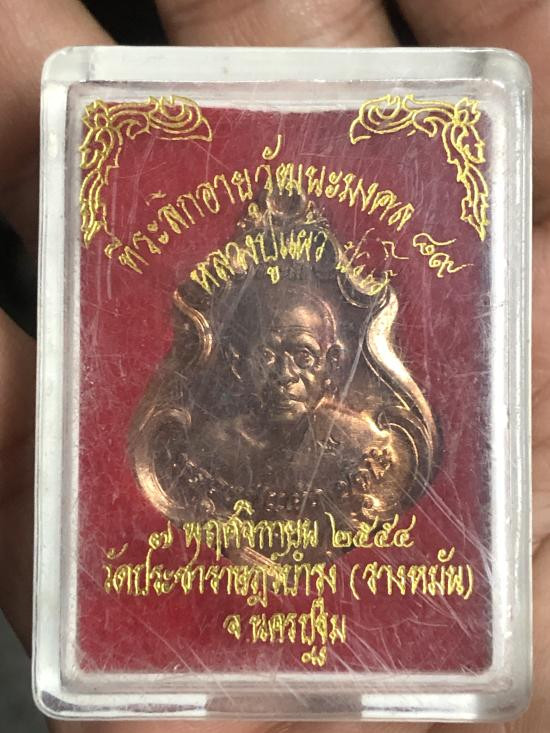 ที่ระลึกอายุวัฒนะมงคล ๘๙
หลวงปู่แผ้ว
๗ พฤศจิกายน ๒๕๕๔
วัดประชาราษฎร์บำรุง (รางหมัน)
จ.นครปฐม